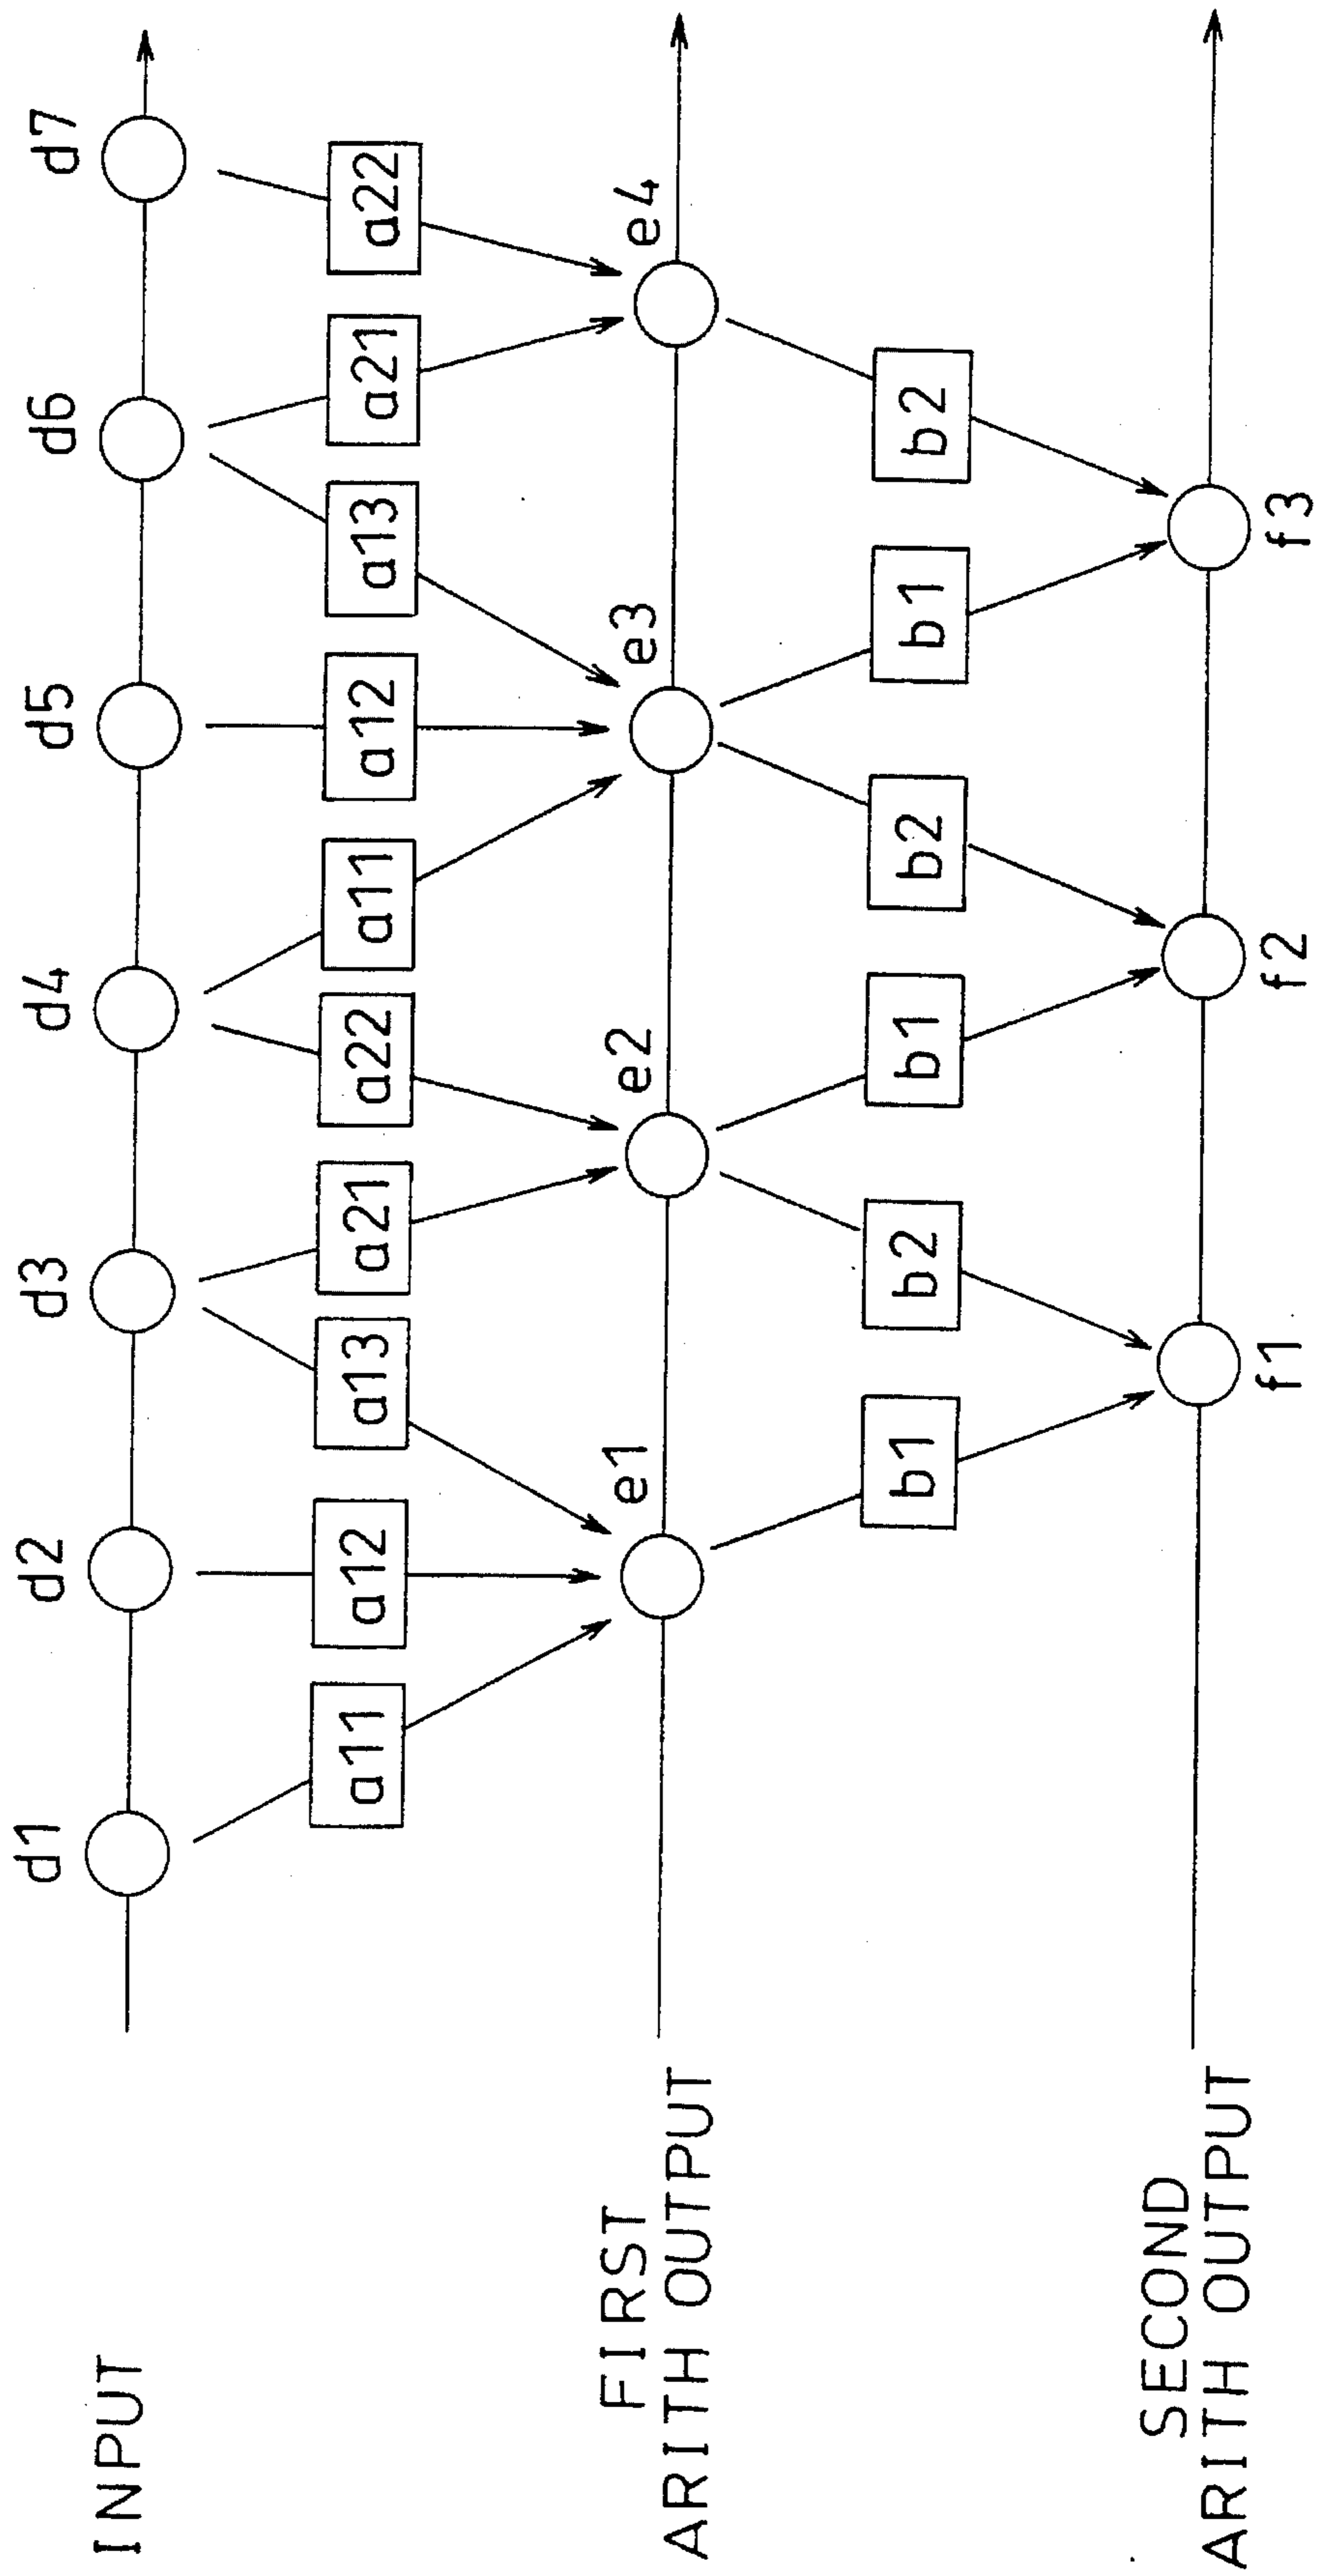 d1 d2 d3 d4 d5 d6 d7
INPUT
a11 a12 a13 a21 a22 a11 a12 a13 a21 a22
e1 e2 e3 e4
FIRST
ARITH OUTPUT
b1 b2 b1 b2 b1 b2
SECOND
ARITH OUTPUT
f1 f2 f3